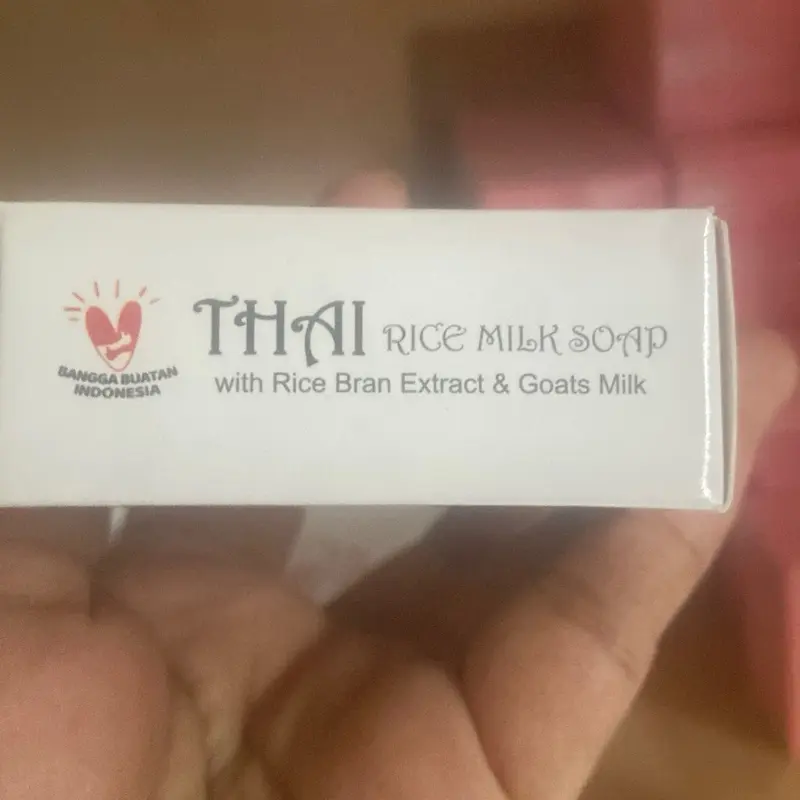 BANGGA BUATAN
INDONESIA
THAI RICE MILK SOAP
with Rice Bran Extract & Goats Milk